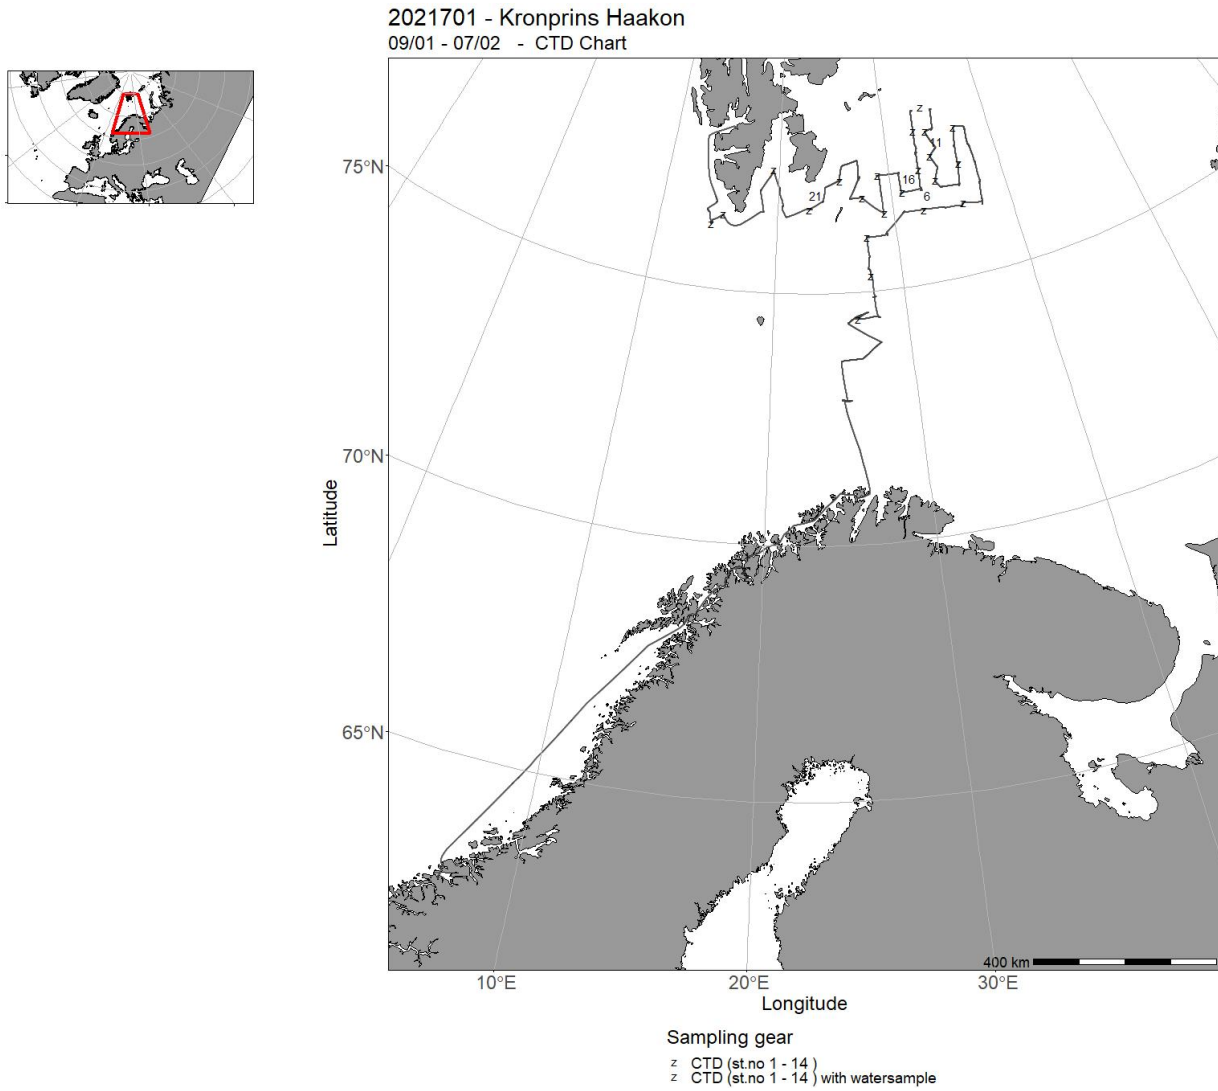 2021701 - Kronprins Haakon
09/01 - 07/02 - CTD Chart
75°N
70°N
65°N
Latitude
z
z z 11 z
z z z
z z 16 z
21 z z z 6
z z z z z z
z
z
z
400 km
10°E 20°E 30°E
Longitude
Sampling gear
z CTD (st.no 1 - 14 )
z CTD (st.no 1 - 14 ) with watersample